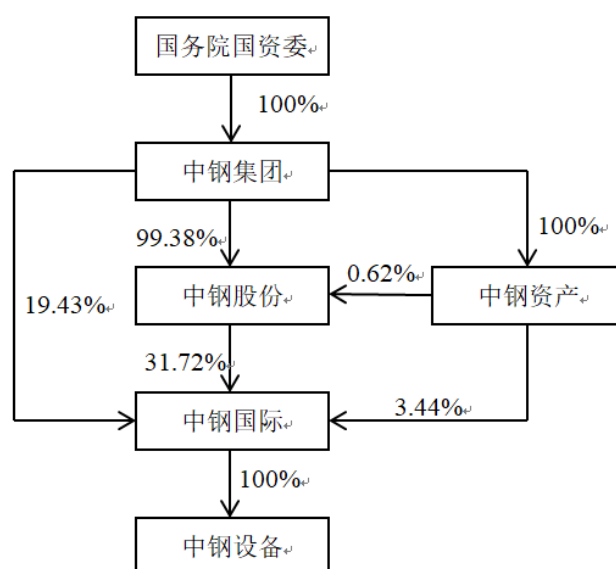 国务院国资委
100%
中钢集团
99.38%
100%
0.62%
19.43%
中钢股份
中钢资产
31.72%
3.44%
中钢国际
100%
中钢设备